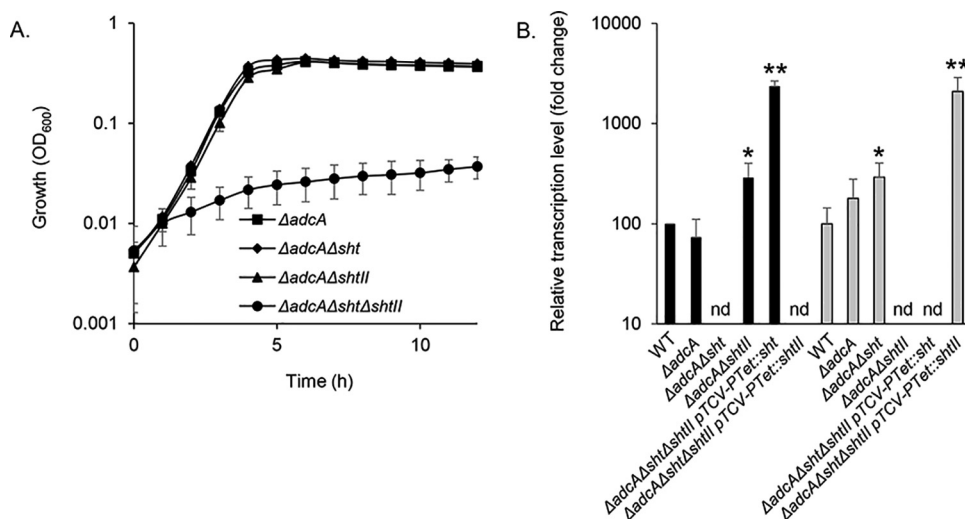 A.
Growth (OD600)
1
0.1
0.01
0.001
0
5
10
Time (h)
ΔadcA
ΔadcAΔsht
ΔadcAΔshtII
ΔadcAΔshtΔshtII
B.
Relative transcription level (fold change)
10000
1000
100
10
nd
*
**
nd
*
nd
nd
**
WT
ΔadcA
ΔadcAΔsht
ΔadcAΔshtII
ΔadcAΔshtΔshtII pTCV-PTet::sht
ΔadcAΔshtΔshtII pTCV-PTet::shtII
WT
ΔadcA
ΔadcAΔsht
ΔadcAΔshtII
ΔadcAΔshtΔshtII pTCV-PTet::sht
ΔadcAΔshtΔshtII pTCV-PTet::shtII